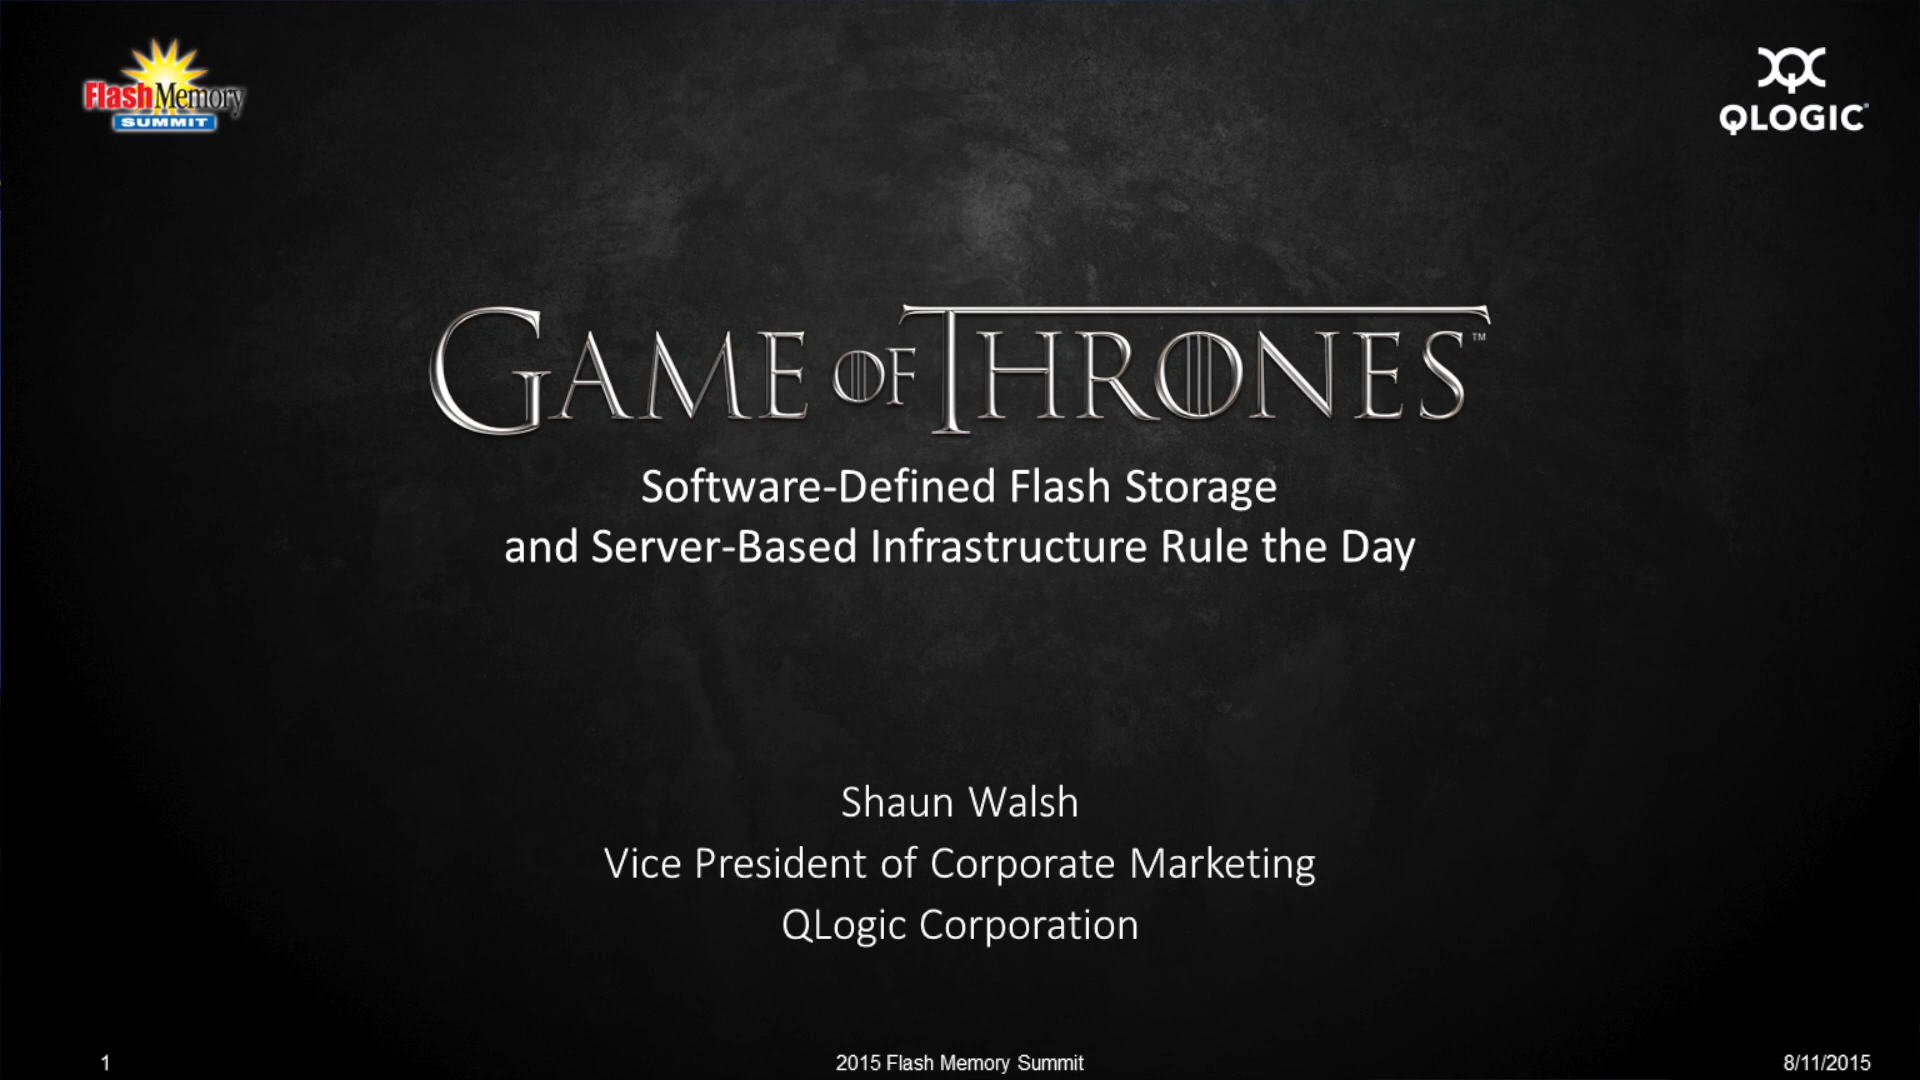 Flash Memory
SUMMIT
QLOGIC
GAME OF THRONES™
Software-Defined Flash Storage
and Server-Based Infrastructure Rule the Day
Shaun Walsh
Vice President of Corporate Marketing
QLogic Corporation
1
2015 Flash Memory Summit
8/11/2015